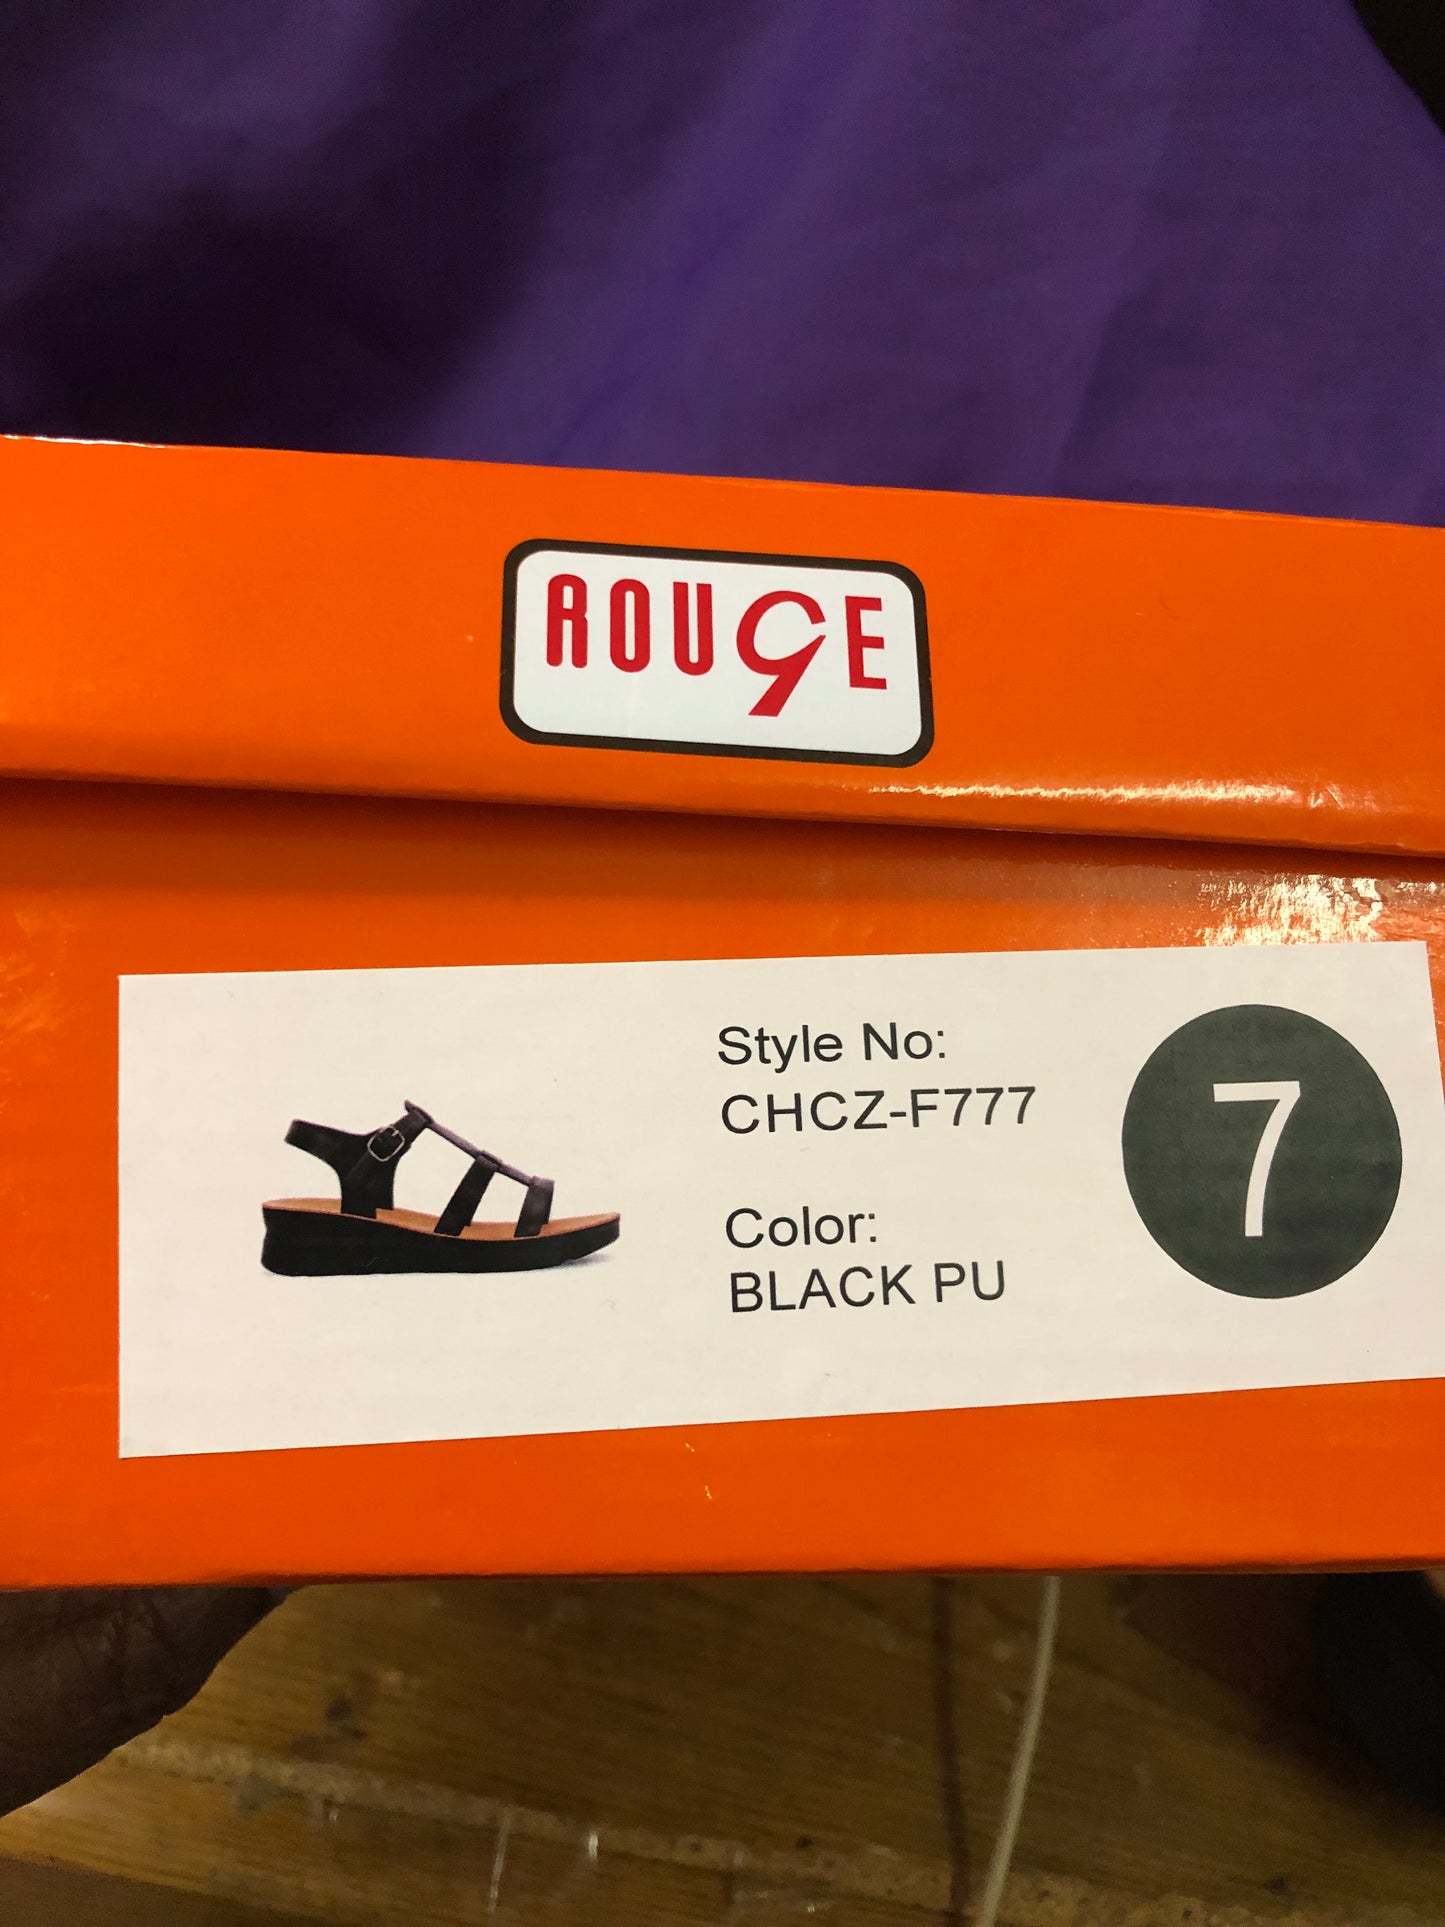 ROUGE
Style No:
CHCZ-F777
7
Color:
BLACK PU